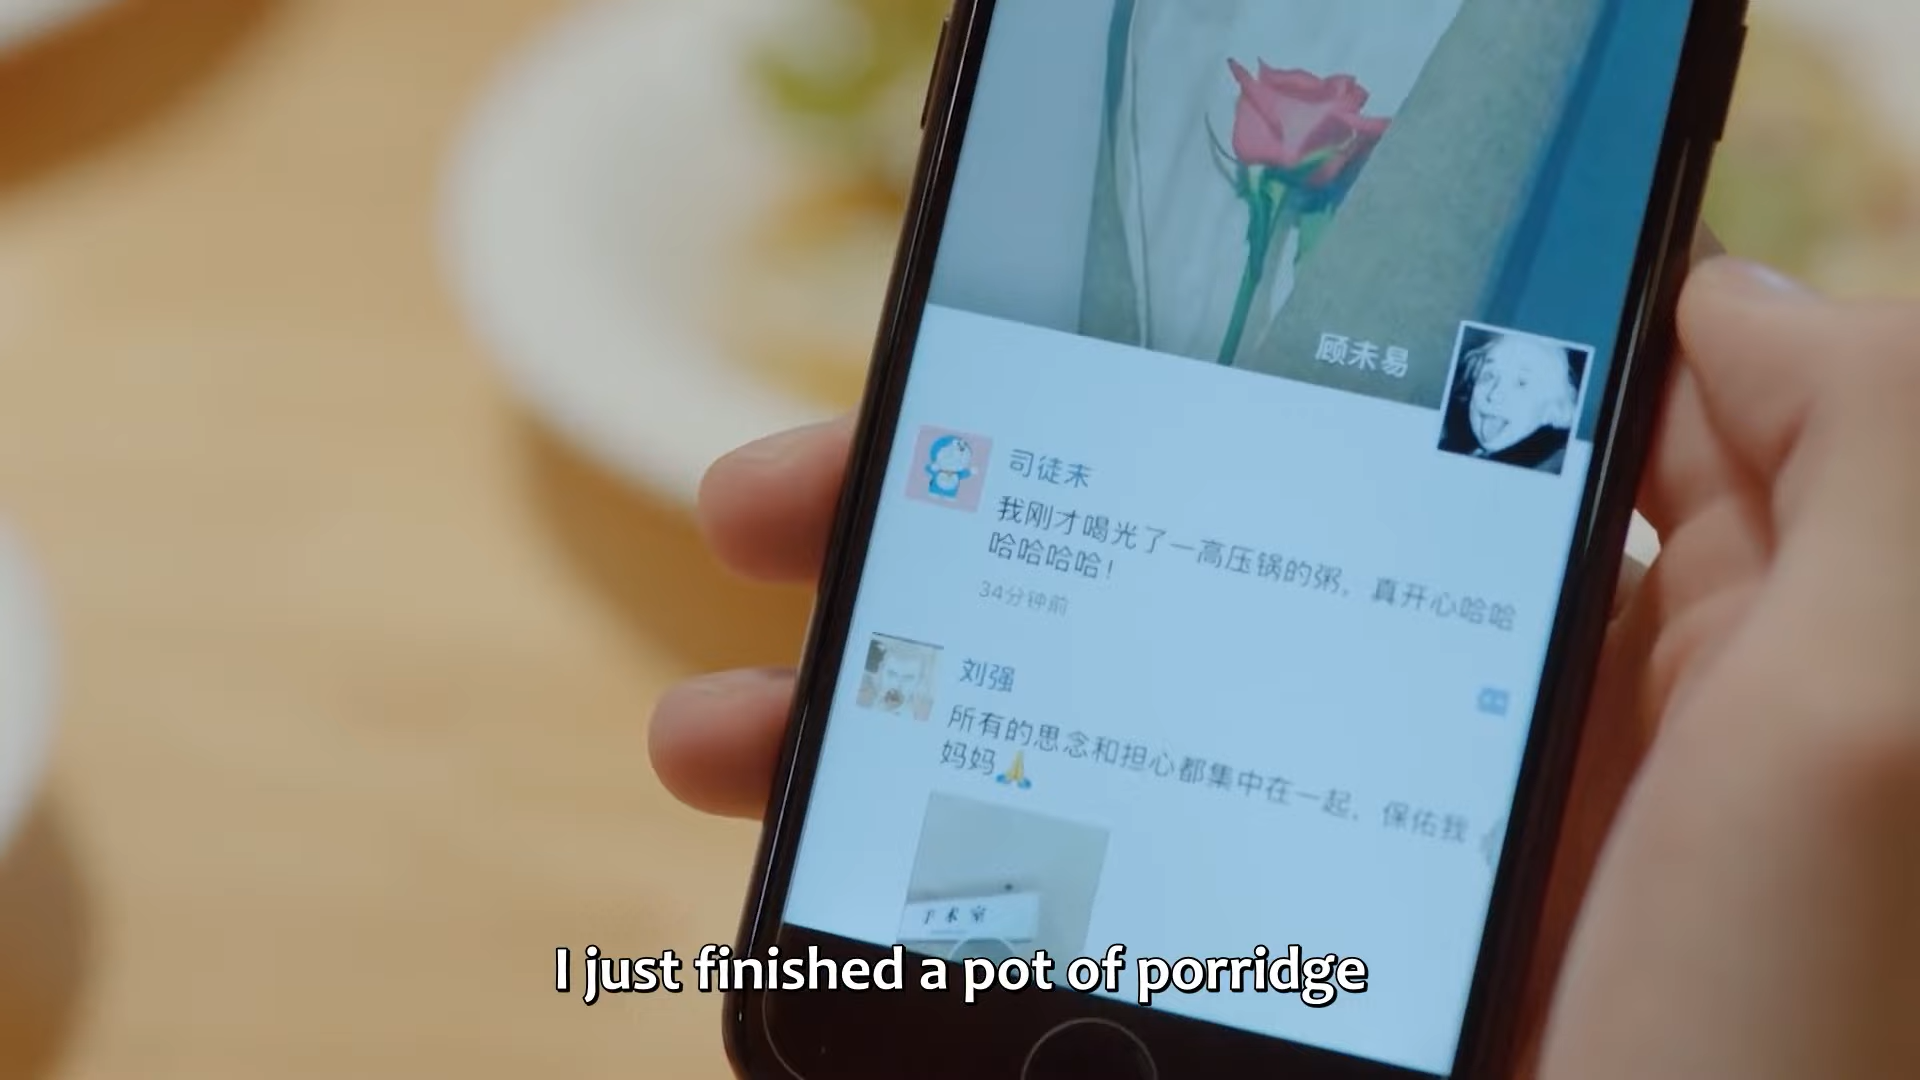 顾未易
司徒末
我刚才喝光了一高压锅的粥，真开心哈哈
哈哈哈哈！
34分钟前
刘强
所有的思念和担心都集中在一起，保佑我
妈妈🙏
手术室
I just finished a pot of porridge